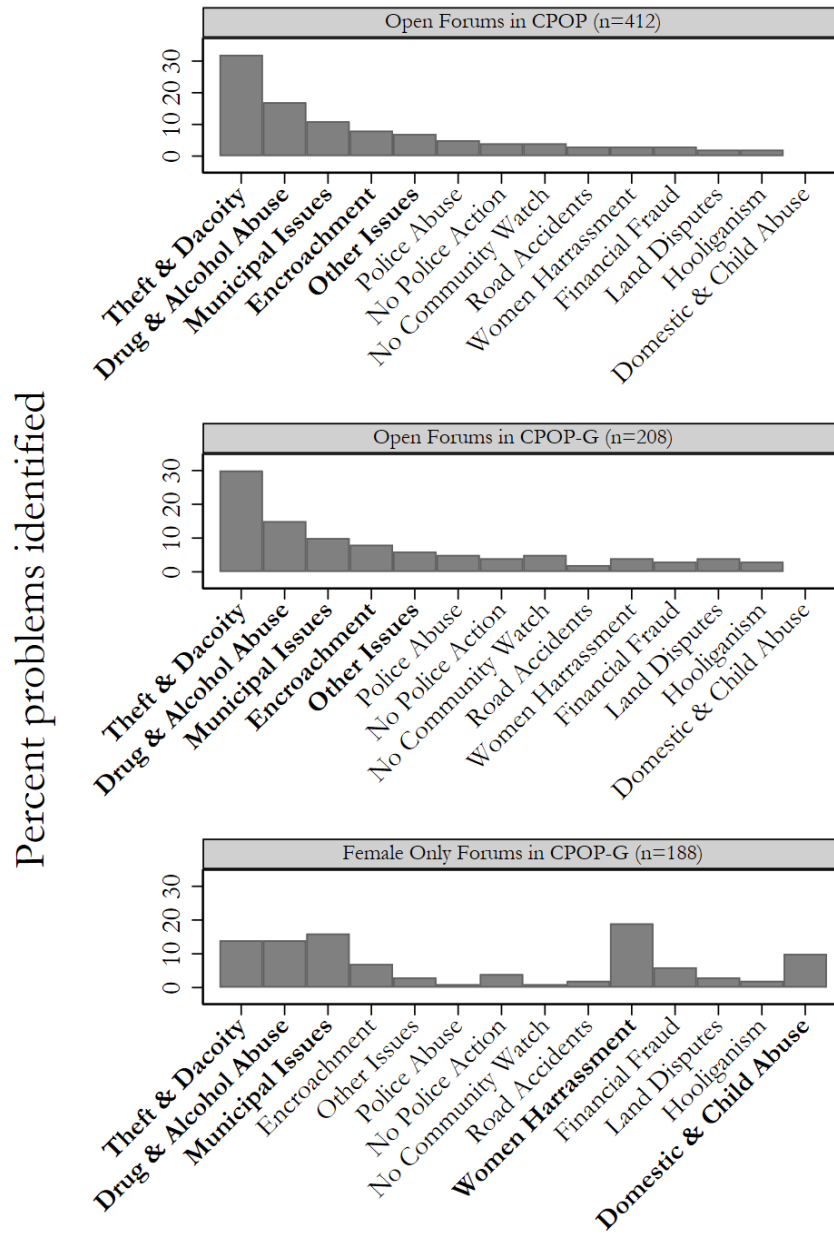 Percent problems identified
Open Forums in CPOP (n=412)
30
20
10
0
Theft & Dacoity
Drug & Alcohol Abuse
Municipal Issues
Encroachment
Other Issues
Police Abuse
No Police Action
No Community Watch
Road Accidents
Women Harrassment
Financial Fraud
Land Disputes
Hooliganism
Domestic & Child Abuse
Open Forums in CPOP-G (n=208)
30
20
10
0
Theft & Dacoity
Drug & Alcohol Abuse
Municipal Issues
Encroachment
Other Issues
Police Abuse
No Police Action
No Community Watch
Road Accidents
Women Harrassment
Financial Fraud
Land Disputes
Hooliganism
Domestic & Child Abuse
Female Only Forums in CPOP-G (n=188)
30
20
10
0
Theft & Dacoity
Drug & Alcohol Abuse
Municipal Issues
Encroachment
Other Issues
Police Abuse
No Police Action
No Community Watch
Road Accidents
Women Harrassment
Financial Fraud
Land Disputes
Hooliganism
Domestic & Child Abuse